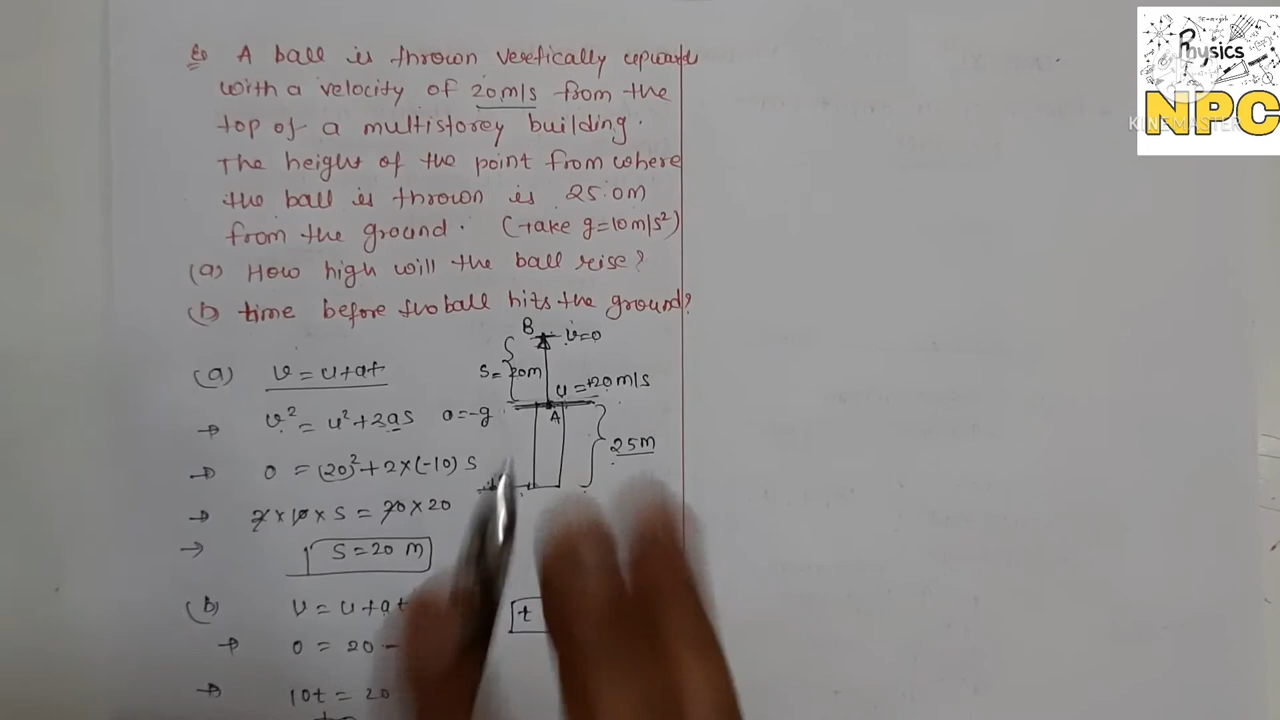 Ex A ball is thrown vertically upward
with a velocity of 20m/s from the
top of a multistorey building.
The height of the point from where
the ball is thrown is 25.0m
from the ground. (Take g=10m/s²)
(a) How high will the ball rise?
(b) time before the ball hits the ground?
B v=0
S=20m
u=+20m/s
A
25m
(a) v = u+at
→ v² = u²+2as a=-g
→ 0 = (20)²+2×(-10) S
→ 2×10×S = 20×20
→ S=20 m
(b) v = u+at
→ 0 = 20-
→ 10t = 20
t
Physics
NPC
KINEMASTER